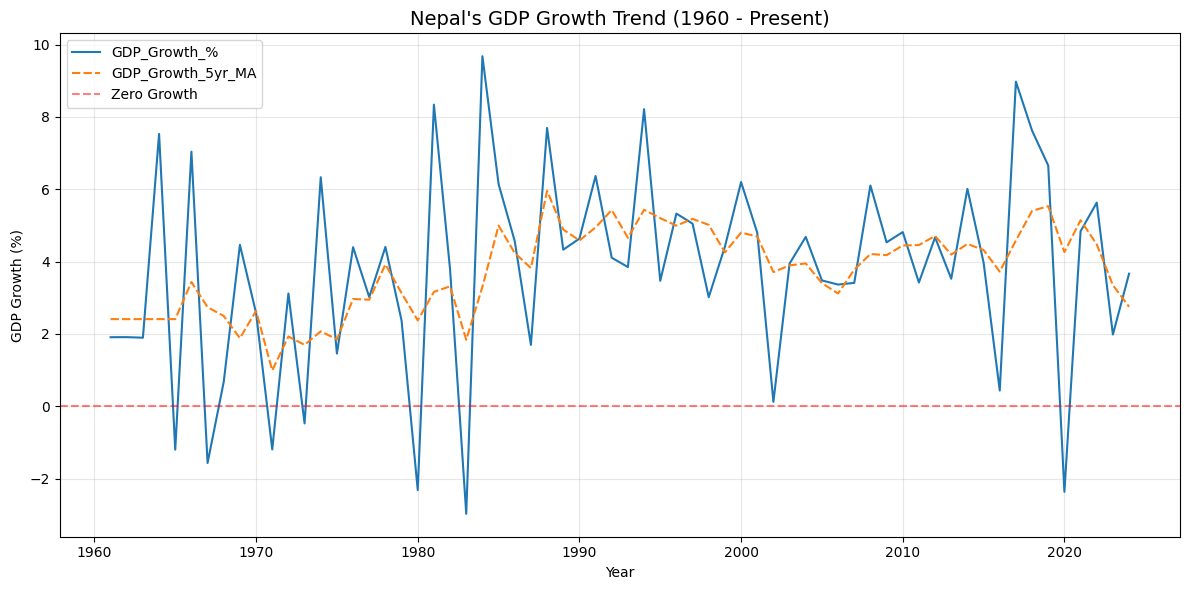 Nepal's GDP Growth Trend (1960 - Present)
GDP_Growth_%
GDP_Growth_5yr_MA
Zero Growth
GDP Growth (%)
10
8
6
4
2
0
−2
1960
1970
1980
1990
2000
2010
2020
Year